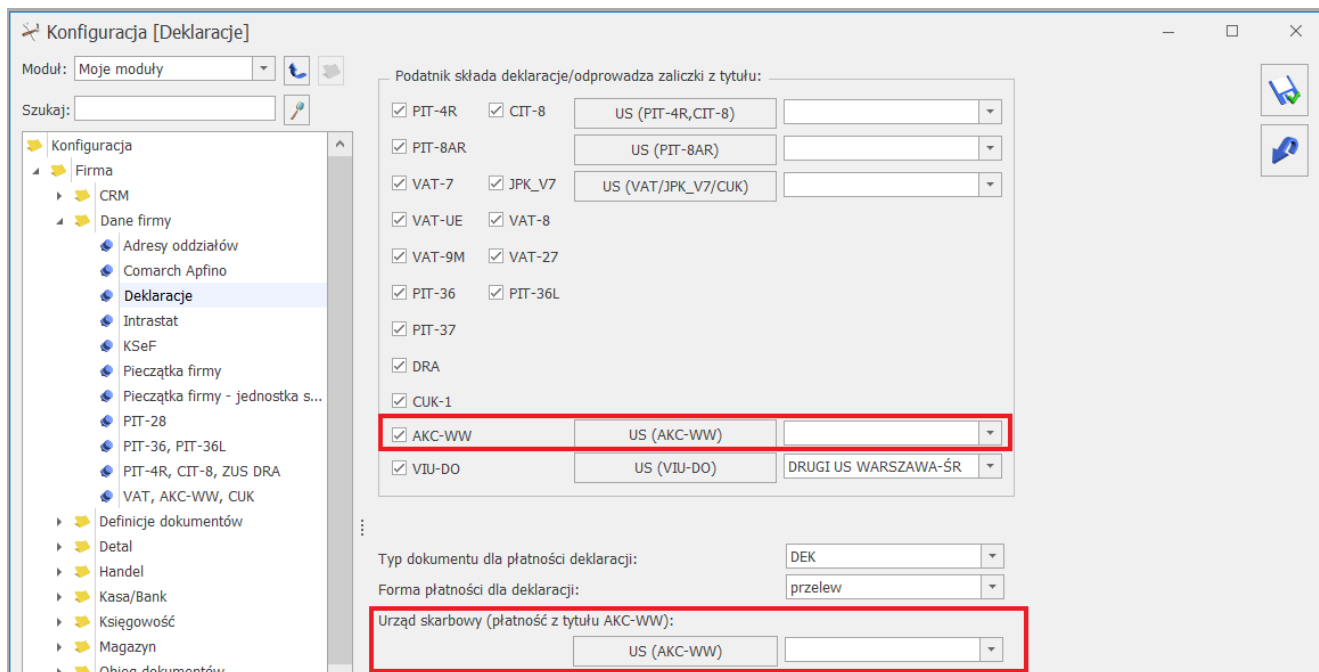 Konfiguracja [Deklaracje]
Moduł: Moje moduły
Szukaj:
Konfiguracja
Firma
CRM
Dane firmy
Adresy oddziałów
Comarch Apfino
Deklaracje
Intrastat
KSeF
Pieczątka firmy
Pieczątka firmy - jednostka s...
PIT-28
PIT-36, PIT-36L
PIT-4R, CIT-8, ZUS DRA
VAT, AKC-WW, CUK
Definicje dokumentów
Detal
Handel
Kasa/Bank
Księgowość
Magazyn
Obieg dokumentów
Podatnik składa deklaracje/odprowadza zaliczki z tytułu:
PIT-4R CIT-8 US (PIT-4R,CIT-8)
PIT-8AR US (PIT-8AR)
VAT-7 JPK_V7 US (VAT/JPK_V7/CUK)
VAT-UE VAT-8
VAT-9M VAT-27
PIT-36 PIT-36L
PIT-37
DRA
CUK-1
AKC-WW US (AKC-WW)
VIU-DO US (VIU-DO) DRUGI US WARSZAWA-ŚR
Typ dokumentu dla płatności deklaracji: DEK
Forma płatności dla deklaracji: przelew
Urząd skarbowy (płatność z tytułu AKC-WW):
US (AKC-WW)